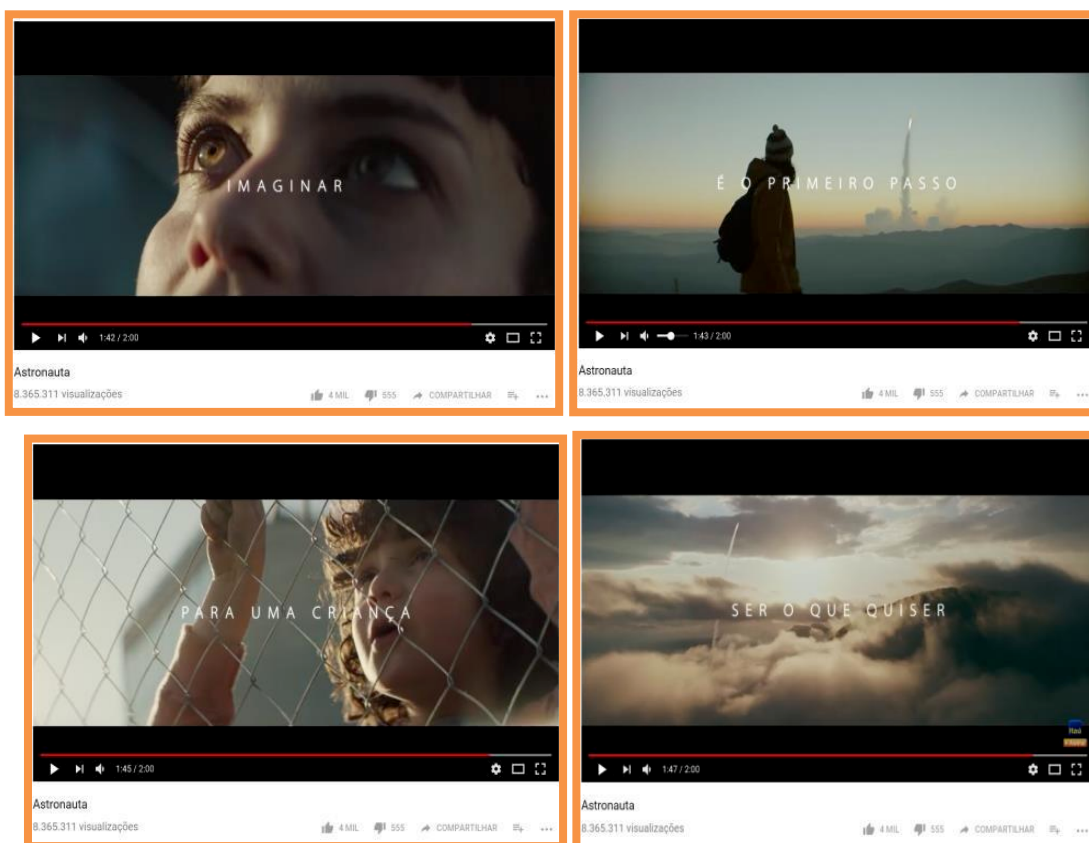 IMAGINAR
1:42 / 2:00
Astronauta
8.365.311 visualizações
4 MIL 555 COMPARTILHAR
É O PRIMEIRO PASSO
1:43 / 2:00
Astronauta
8.365.311 visualizações
4 MIL 555 COMPARTILHAR
PARA UMA CRIANÇA
1:45 / 2:00
Astronauta
8.365.311 visualizações
4 MIL 555 COMPARTILHAR
SER O QUE QUISER
Itaú
1:47 / 2:00
Astronauta
8.365.311 visualizações
4 MIL 555 COMPARTILHAR